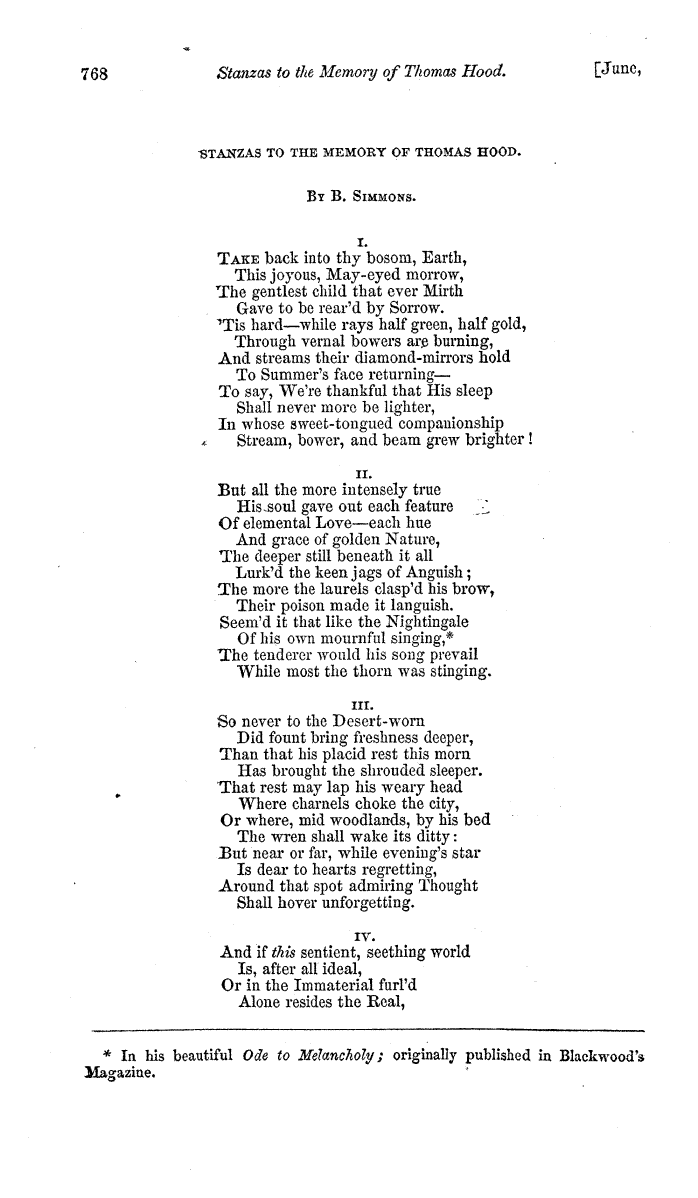 768 Stanzas to the Memory of Thomas Hood. [June,
STANZAS TO THE MEMORY OF THOMAS HOOD.
BY B. SIMMONS.
I.
TAKE back into thy bosom, Earth,
This joyous, May-eyed morrow,
The gentlest child that ever Mirth
Gave to be rear'd by Sorrow.
'Tis hard—while rays half green, half gold,
Through vernal bowers are burning,
And streams their diamond-mirrors hold
To Summer's face returning—
To say, We're thankful that His sleep
Shall never more be lighter,
In whose sweet-tongued companionship
Stream, bower, and beam grew brighter!
II.
But all the more intensely true
His soul gave out each feature
Of elemental Love—each hue
And grace of golden Nature,
The deeper still beneath it all
Lurk'd the keen jags of Anguish;
The more the laurels clasp'd his brow,
Their poison made it languish.
Seem'd it that like the Nightingale
Of his own mournful singing,*
The tenderer would his song prevail
While most the thorn was stinging.
III.
So never to the Desert-worn
Did fount bring freshness deeper,
Than that his placid rest this morn
Has brought the shrouded sleeper.
That rest may lap his weary head
Where charnels choke the city,
Or where, mid woodlands, by his bed
The wren shall wake its ditty:
But near or far, while evening's star
Is dear to hearts regretting,
Around that spot admiring Thought
Shall hover unforgetting.
IV.
And if this sentient, seething world
Is, after all ideal,
Or in the Immaterial furl'd
Alone resides the Real,
* In his beautiful Ode to Melancholy; originally published in Blackwood's
Magazine.